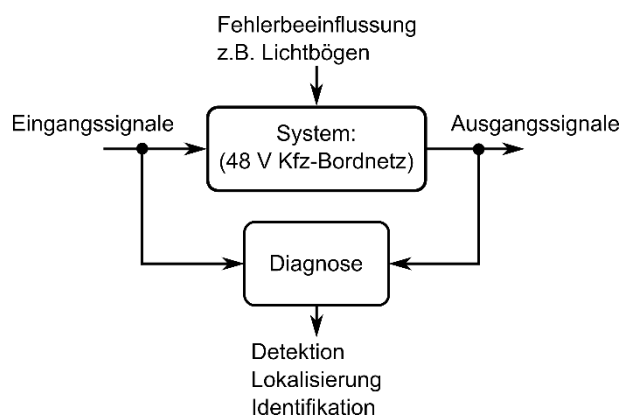 Fehlerbeeinflussung
z.B. Lichtbögen
Eingangssignale
System:
(48 V Kfz-Bordnetz)
Ausgangssignale
Diagnose
Detektion
Lokalisierung
Identifikation